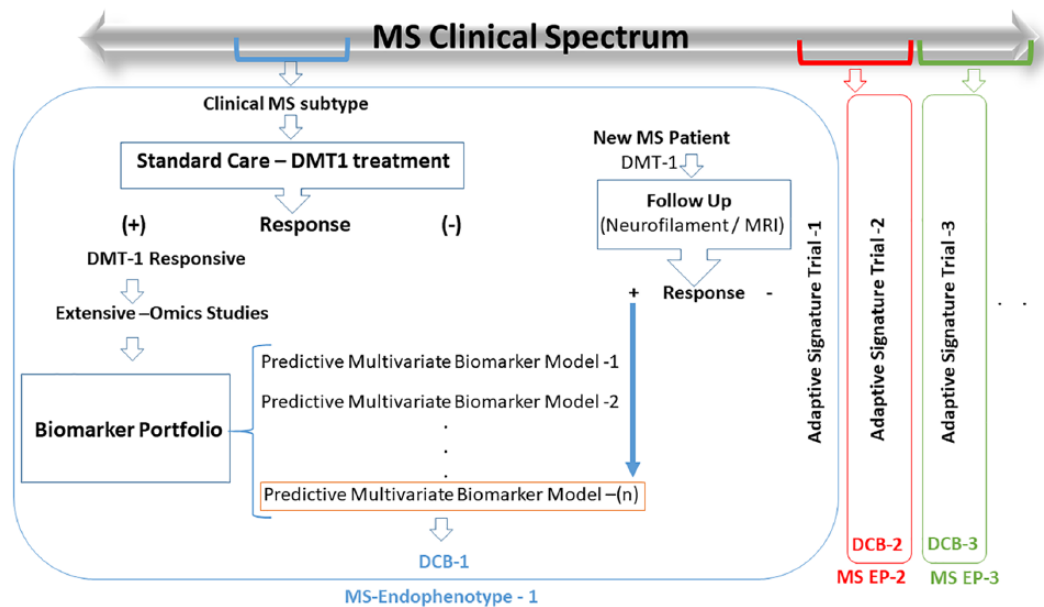 MS Clinical Spectrum
Clinical MS subtype
Standard Care – DMT1 treatment
(+) Response (-)
DMT-1 Responsive
Extensive –Omics Studies
Biomarker Portfolio
Predictive Multivariate Biomarker Model -1
Predictive Multivariate Biomarker Model -2
.
.
Predictive Multivariate Biomarker Model –(n)
DCB-1
MS-Endophenotype - 1
New MS Patient
DMT-1
Follow Up
(Neurofilament / MRI)
+ Response -
Adaptive Signature Trial -1
Adaptive Signature Trial -2
DCB-2
MS EP-2
Adaptive Signature Trial -3
DCB-3
MS EP-3
. .